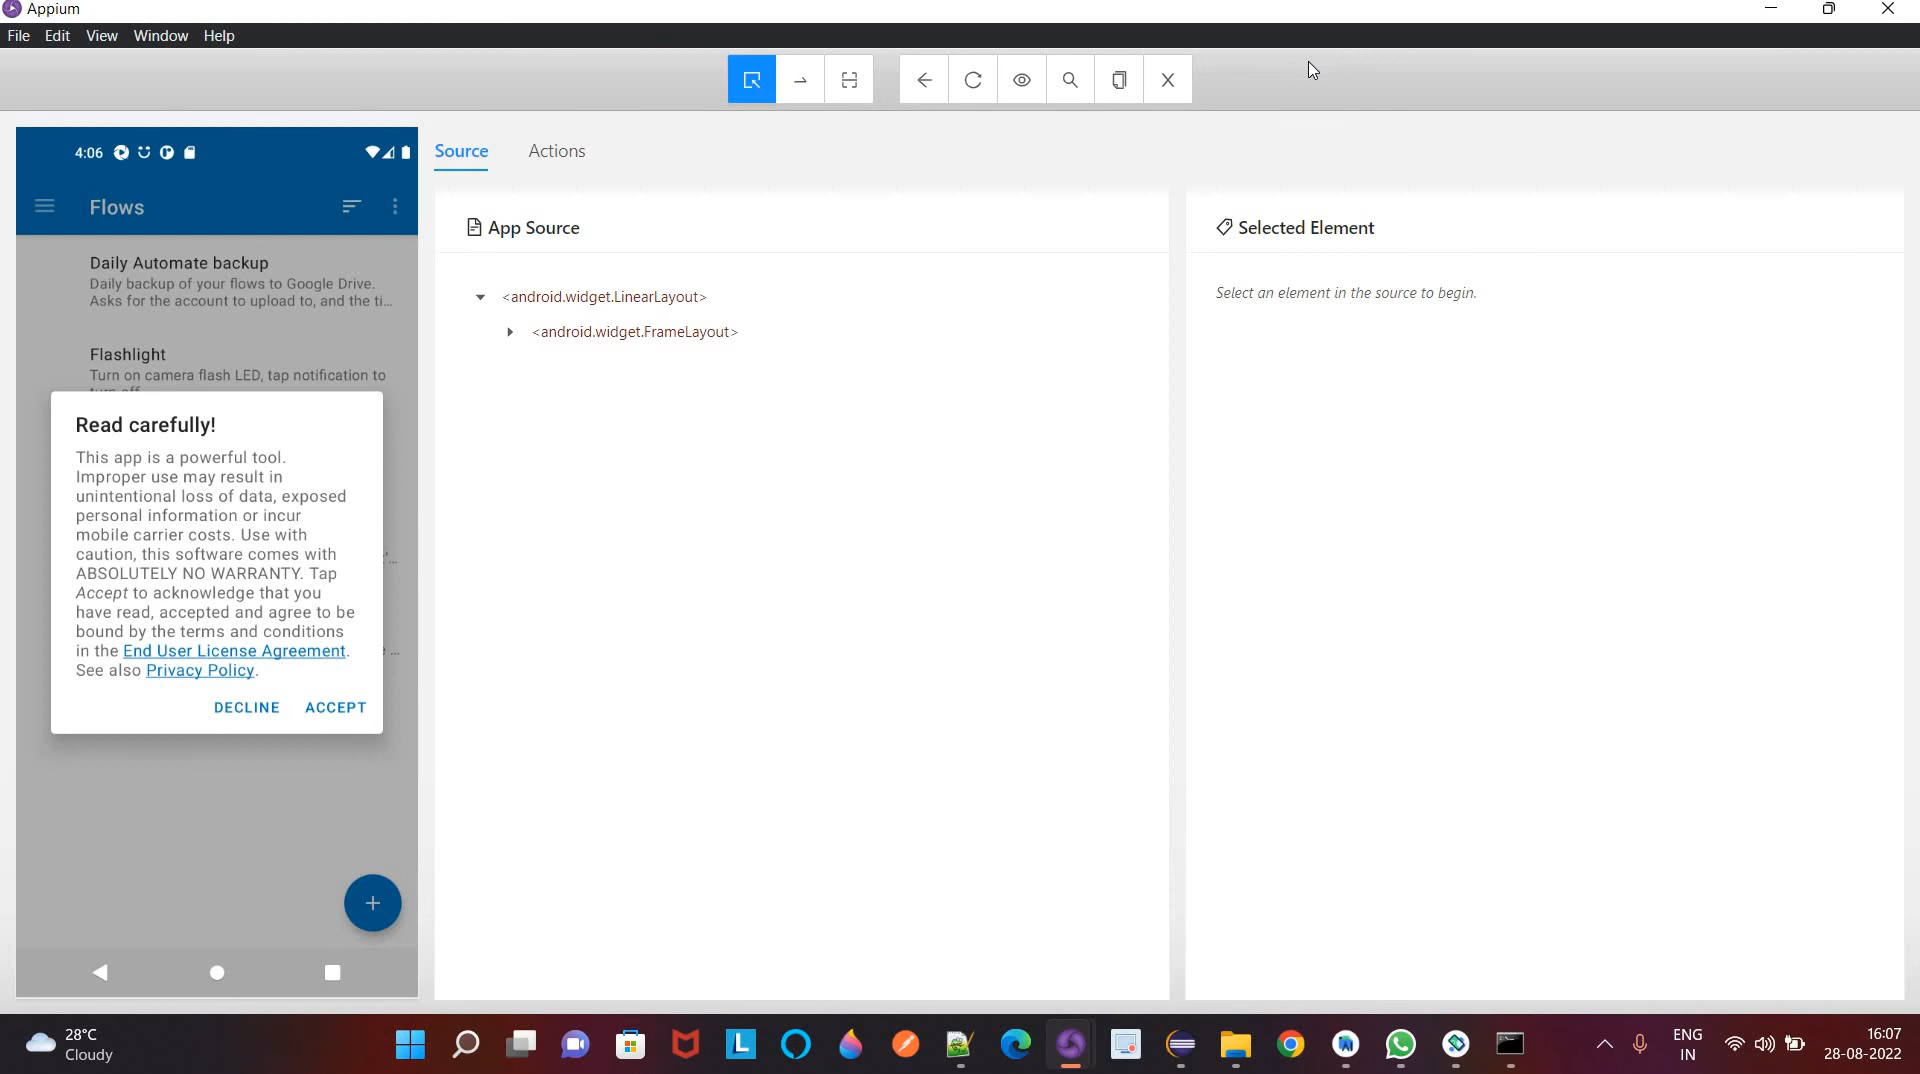 Appium
File Edit View Window Help
4:06
Flows
Daily Automate backup
Daily backup of your flows to Google Drive.
Asks for the account to upload to, and the ti...
Flashlight
Turn on camera flash LED, tap notification to
Read carefully!
This app is a powerful tool.
Improper use may result in
unintentional loss of data, exposed
personal information or incur
mobile carrier costs. Use with
caution, this software comes with
ABSOLUTELY NO WARRANTY. Tap
Accept to acknowledge that you
have read, accepted and agree to be
bound by the terms and conditions
in the End User License Agreement.
See also Privacy Policy.
DECLINE ACCEPT
Source Actions
App Source
<android.widget.LinearLayout>
<android.widget.FrameLayout>
Selected Element
Select an element in the source to begin.
28°C
Cloudy
L
ENG
IN
16:07
28-08-2022